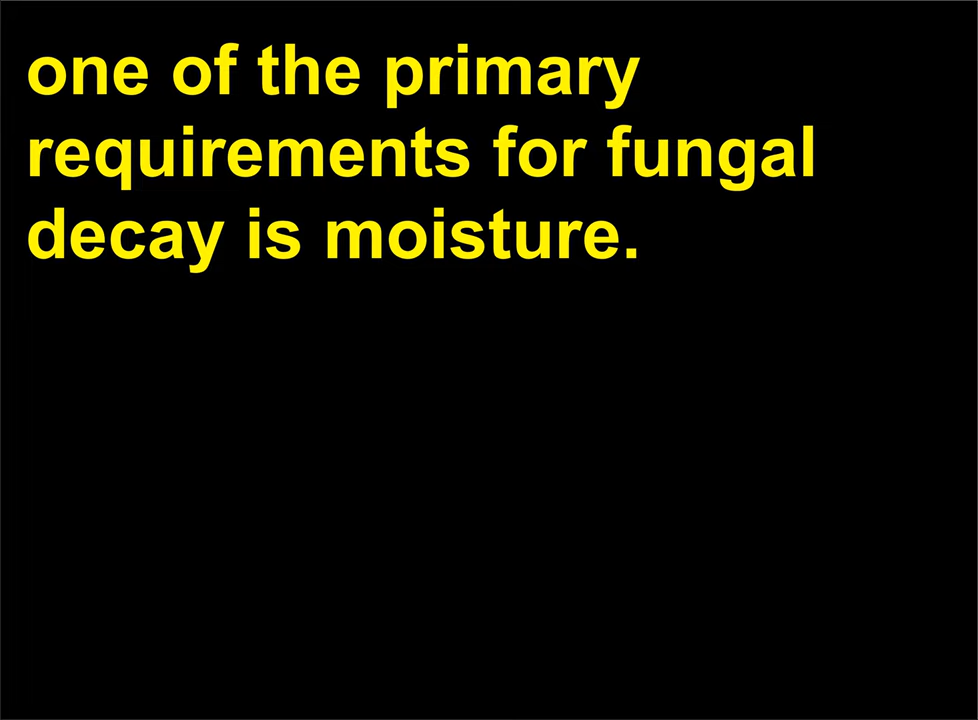 one of the primary
requirements for fungal
decay is moisture.